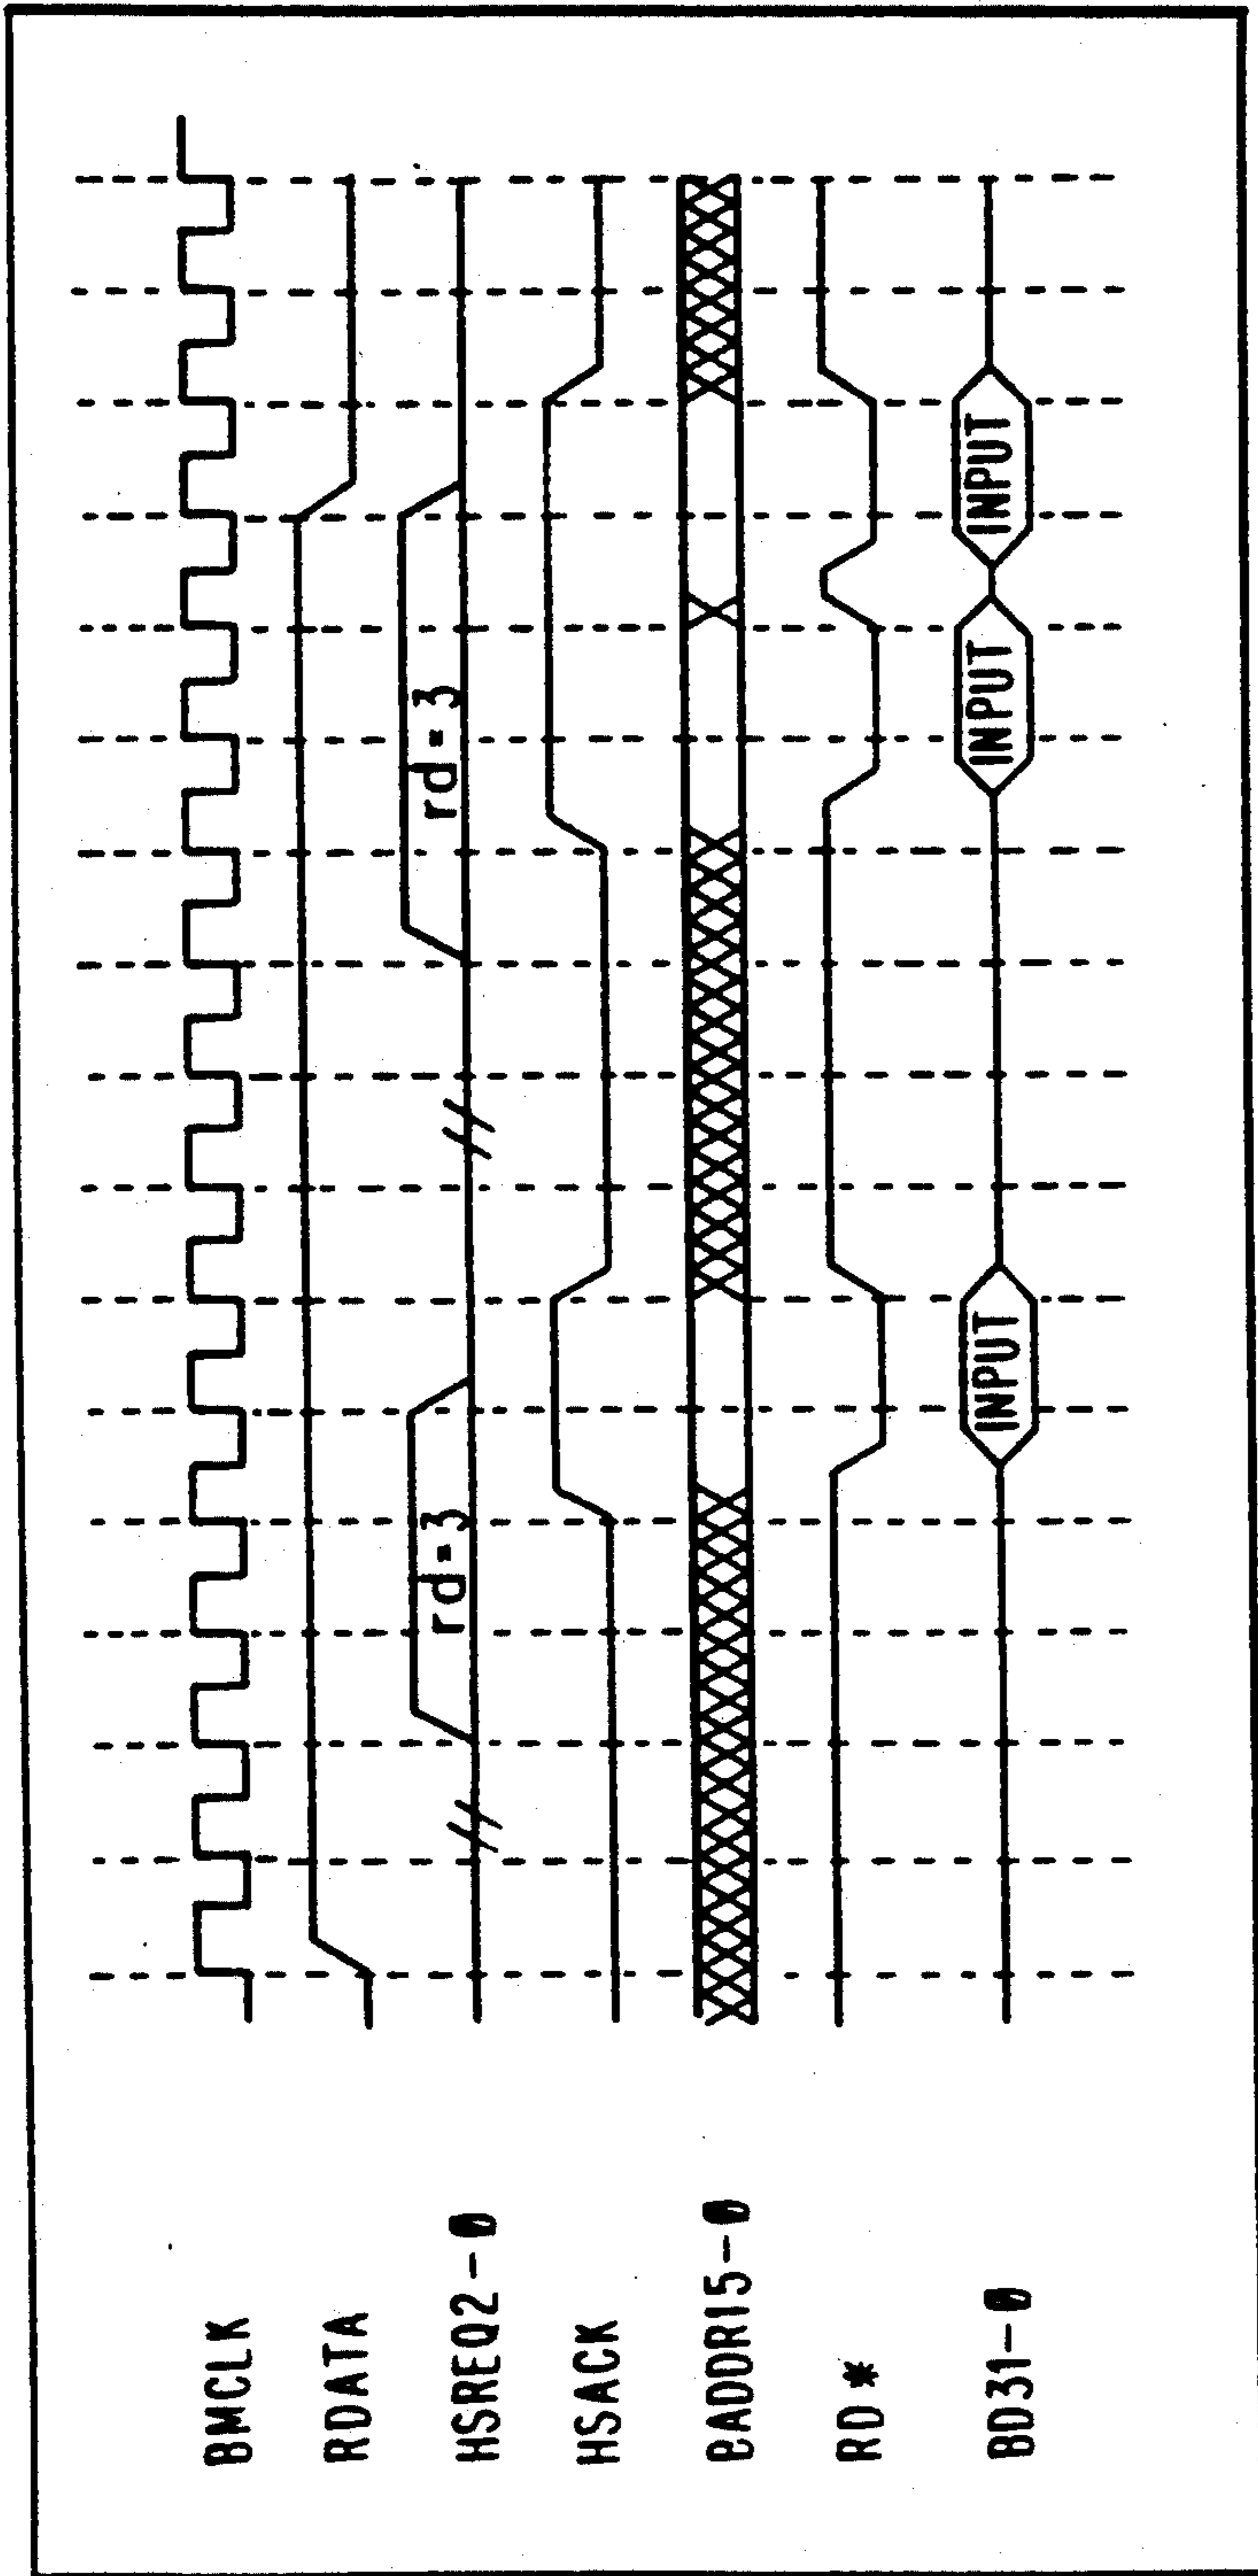 BMCLK
RDATA
HSREQ2-0 rd=3 rd=3
HSACK
BADDR15-0
RD*
BD31-0 INPUT INPUT INPUT